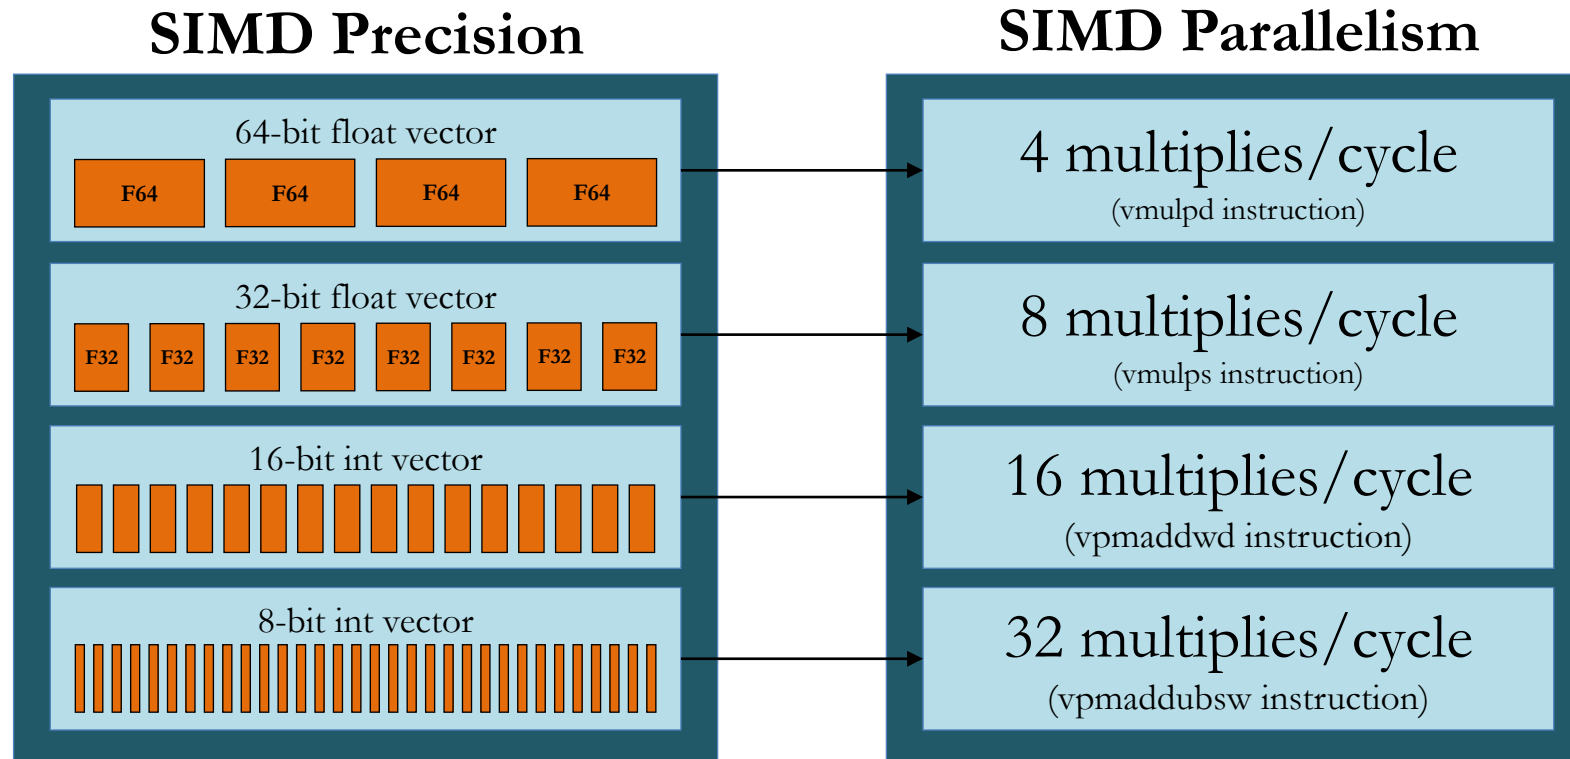 SIMD Precision
64-bit float vector
F64 F64 F64 F64
32-bit float vector
F32 F32 F32 F32 F32 F32 F32 F32
16-bit int vector
8-bit int vector
SIMD Parallelism
4 multiplies/cycle
(vmulpd instruction)
8 multiplies/cycle
(vmulps instruction)
16 multiplies/cycle
(vpmaddwd instruction)
32 multiplies/cycle
(vpmaddubsw instruction)